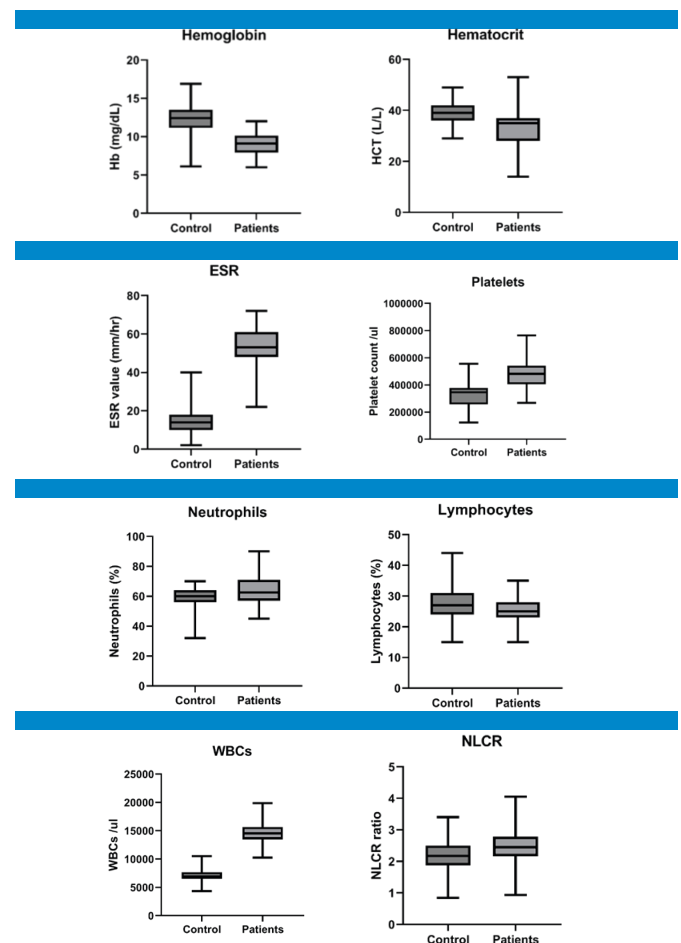 Hemoglobin
Hb (mg/dL)
20
15
10
5
0
Control Patients
Hematocrit
HCT (L/L)
60
40
20
0
Control Patients
ESR
ESR value (mm/hr)
80
60
40
20
0
Control Patients
Platelets
Platelet count /ul
1000000
800000
600000
400000
200000
0
Control Patients
Neutrophils
Neutrophils (%)
100
80
60
40
20
0
Control Patients
Lymphocytes
Lymphocytes (%)
50
40
30
20
10
0
Control Patients
WBCs
WBCs /ul
25000
20000
15000
10000
5000
0
Control Patients
NLCR
NLCR ratio
5
4
3
2
1
0
Control Patients